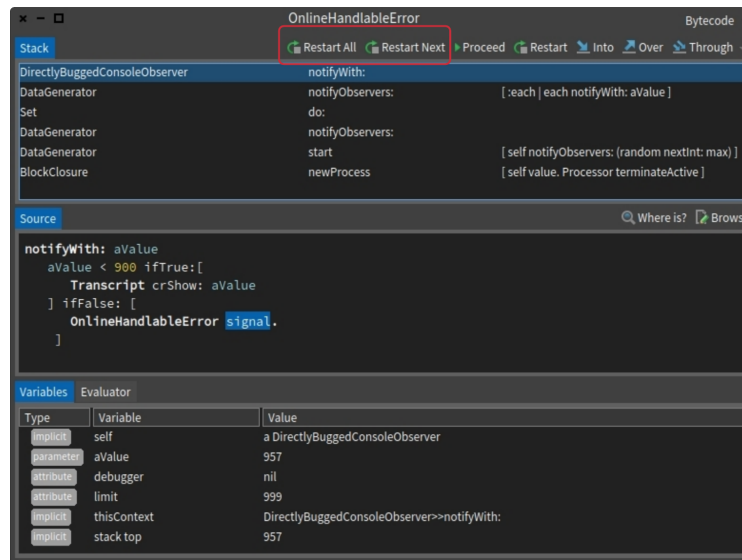 OnlineHandlableError
Bytecode
Stack
Restart All Restart Next Proceed Restart Into Over Through
DirectlyBuggedConsoleObserver notifyWith:
DataGenerator notifyObservers: [ :each | each notifyWith: aValue ]
Set do:
DataGenerator notifyObservers:
DataGenerator start [ self notifyObservers: (random nextInt: max) ]
BlockClosure newProcess [ self value. Processor terminateActive ]
Source Where is? Brows
notifyWith: aValue
aValue < 900 ifTrue:[
Transcript crShow: aValue
] ifFalse: [
OnlineHandlableError signal.
]
Variables Evaluator
Type Variable Value
implicit self a DirectlyBuggedConsoleObserver
parameter aValue 957
attribute debugger nil
attribute limit 999
implicit thisContext DirectlyBuggedConsoleObserver>>notifyWith:
implicit stack top 957